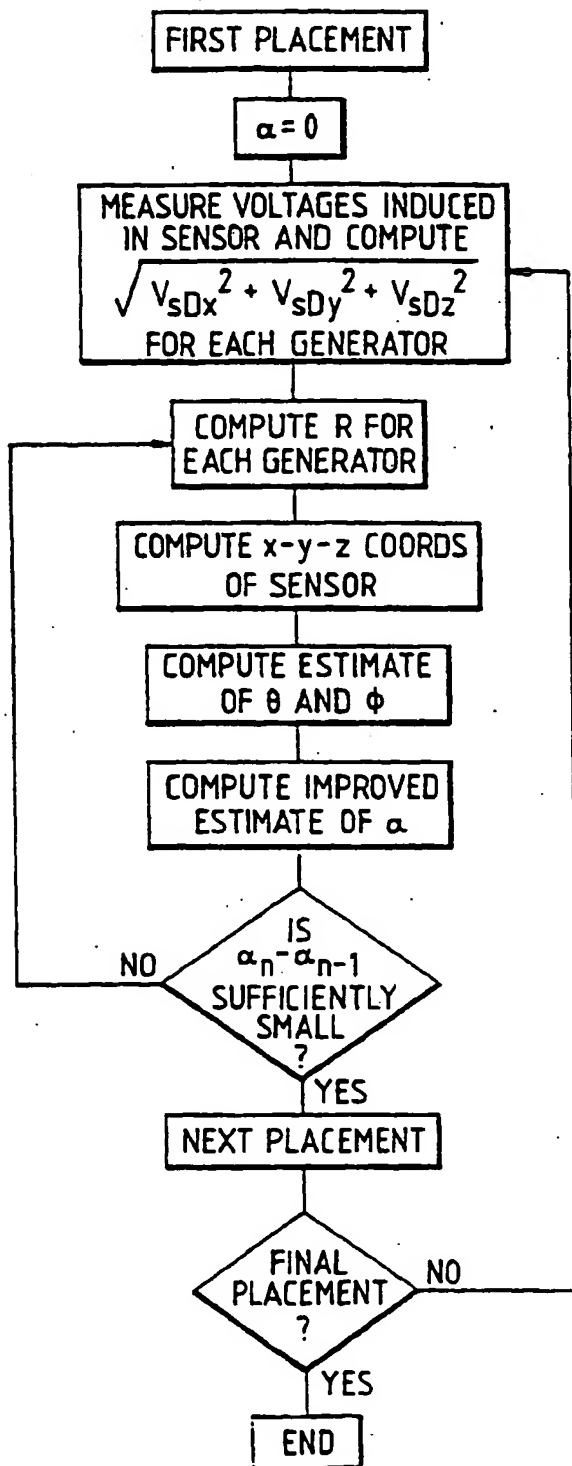 FIRST PLACEMENT
α = 0
MEASURE VOLTAGES INDUCED
IN SENSOR AND COMPUTE
√(VsDx² + VsDy² + VsDz²)
FOR EACH GENERATOR
COMPUTE R FOR
EACH GENERATOR
COMPUTE x-y-z COORDS
OF SENSOR
COMPUTE ESTIMATE
OF θ AND ϕ
COMPUTE IMPROVED
ESTIMATE OF α
IS
αn-αn-1
SUFFICIENTLY
SMALL
?
NO
YES
NEXT PLACEMENT
FINAL
PLACEMENT
?
NO
YES
END